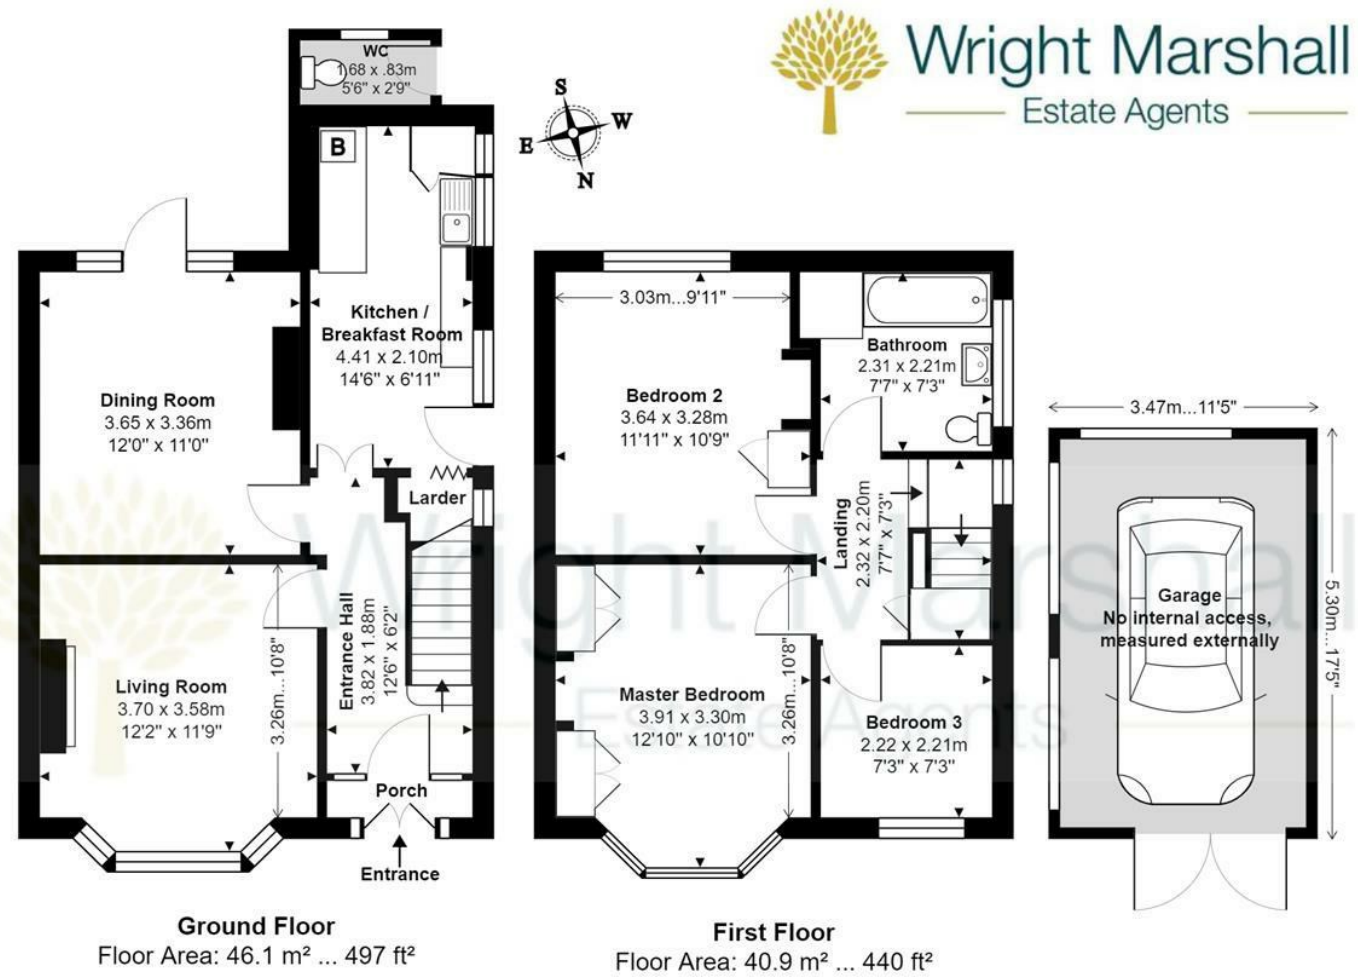 Wright Marshall
Estate Agents
WC
1.68 x .83m
5'6" x 2'9"
S
W
E
N
B
Kitchen /
Breakfast Room
4.41 x 2.10m
14'6" x 6'11"
Dining Room
3.65 x 3.36m
12'0" x 11'0"
Larder
Entrance Hall
3.82 x 1.88m
12'6" x 6'2"
Living Room
3.70 x 3.58m
12'2" x 11'9"
3.26m...10'8"
Porch
Entrance
Ground Floor
Floor Area: 46.1 m² ... 497 ft²
3.03m...9'11"
Bedroom 2
3.64 x 3.28m
11'11" x 10'9"
Bathroom
2.31 x 2.21m
7'7" x 7'3"
Landing
2.32 x 2.20m
7'7" x 7'3"
Master Bedroom
3.91 x 3.30m
12'10" x 10'10"
3.26m...10'8"
Bedroom 3
2.22 x 2.21m
7'3" x 7'3"
First Floor
Floor Area: 40.9 m² ... 440 ft²
3.47m...11'5"
Garage
No internal access,
measured externally
5.30m...17'5"
Wright Marshall
Estate Agents